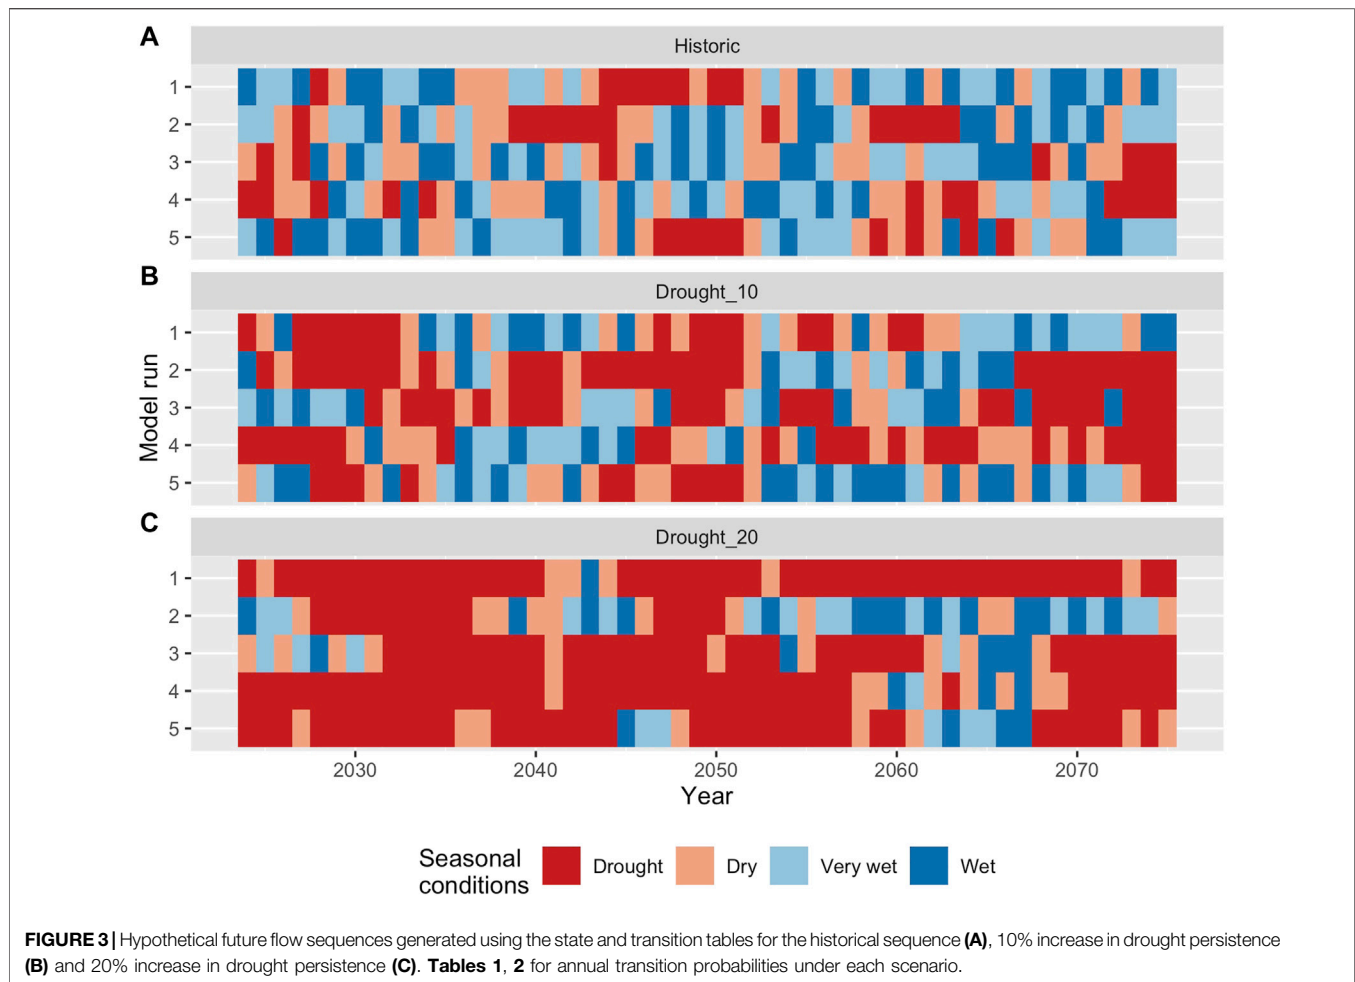 A
Historic
1
2
3
4
5
B
Drought_10
1
2
3
4
5
Model run
C
Drought_20
1
2
3
4
5
2030 2040 2050 2060 2070
Year
Seasonal
conditions
Drought Dry Very wet Wet
FIGURE 3 | Hypothetical future flow sequences generated using the state and transition tables for the historical sequence (A), 10% increase in drought persistence
(B) and 20% increase in drought persistence (C). Tables 1, 2 for annual transition probabilities under each scenario.